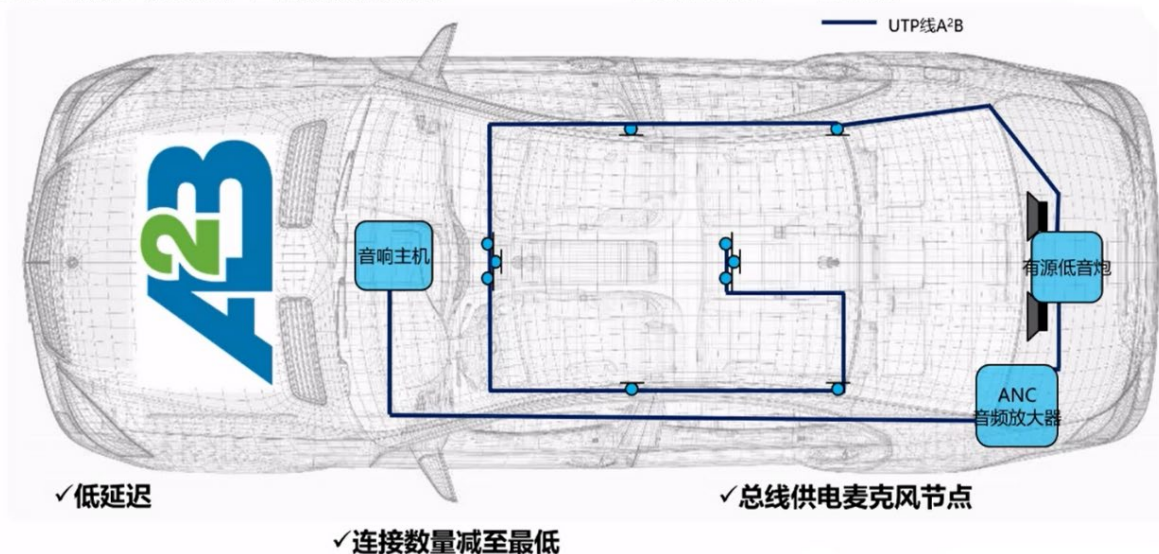 UTP线A²B
A2B
音响主机
有源低音炮
ANC
音频放大器
✓低延迟
✓总线供电麦克风节点
✓连接数量减至最低